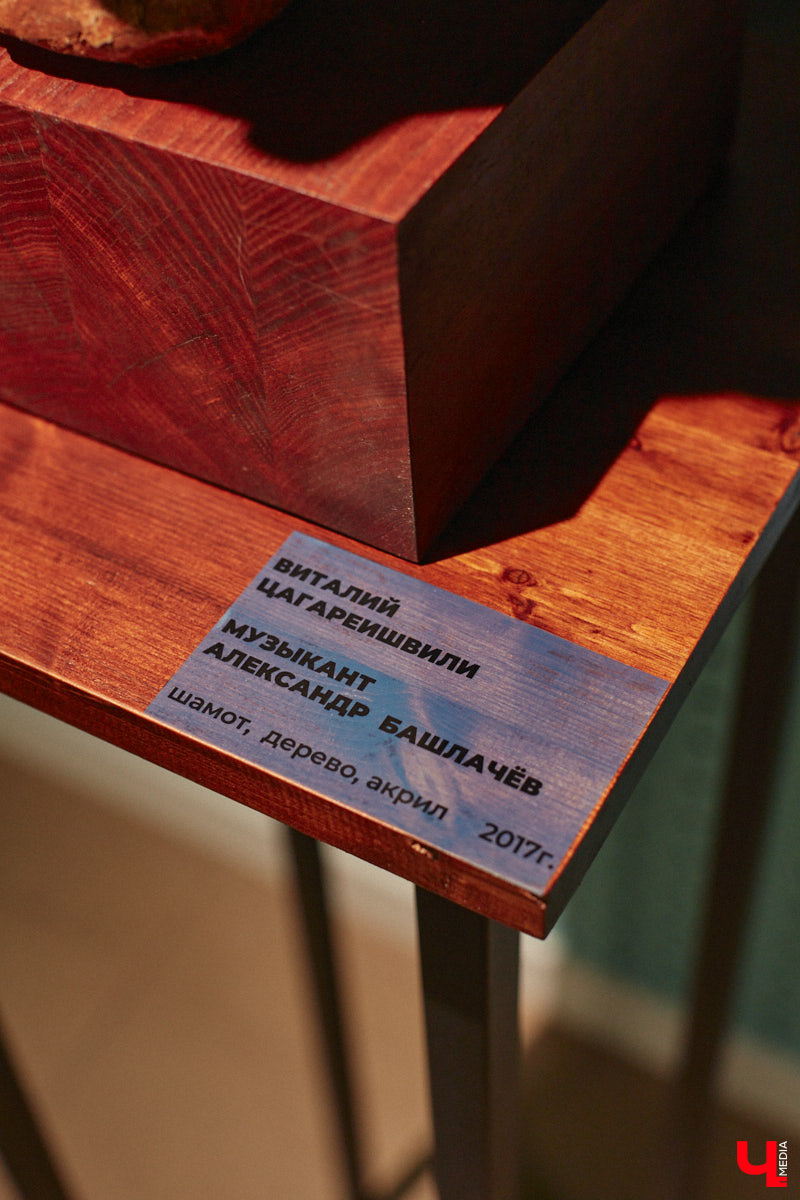 ВИТАЛИЙ
ЦАГАРЕИШВИЛИ
МУЗЫКАНТ
АЛЕКСАНДР БАШЛАЧЁВ
шамот, дерево, акрил 2017г.
Ч MEDIA